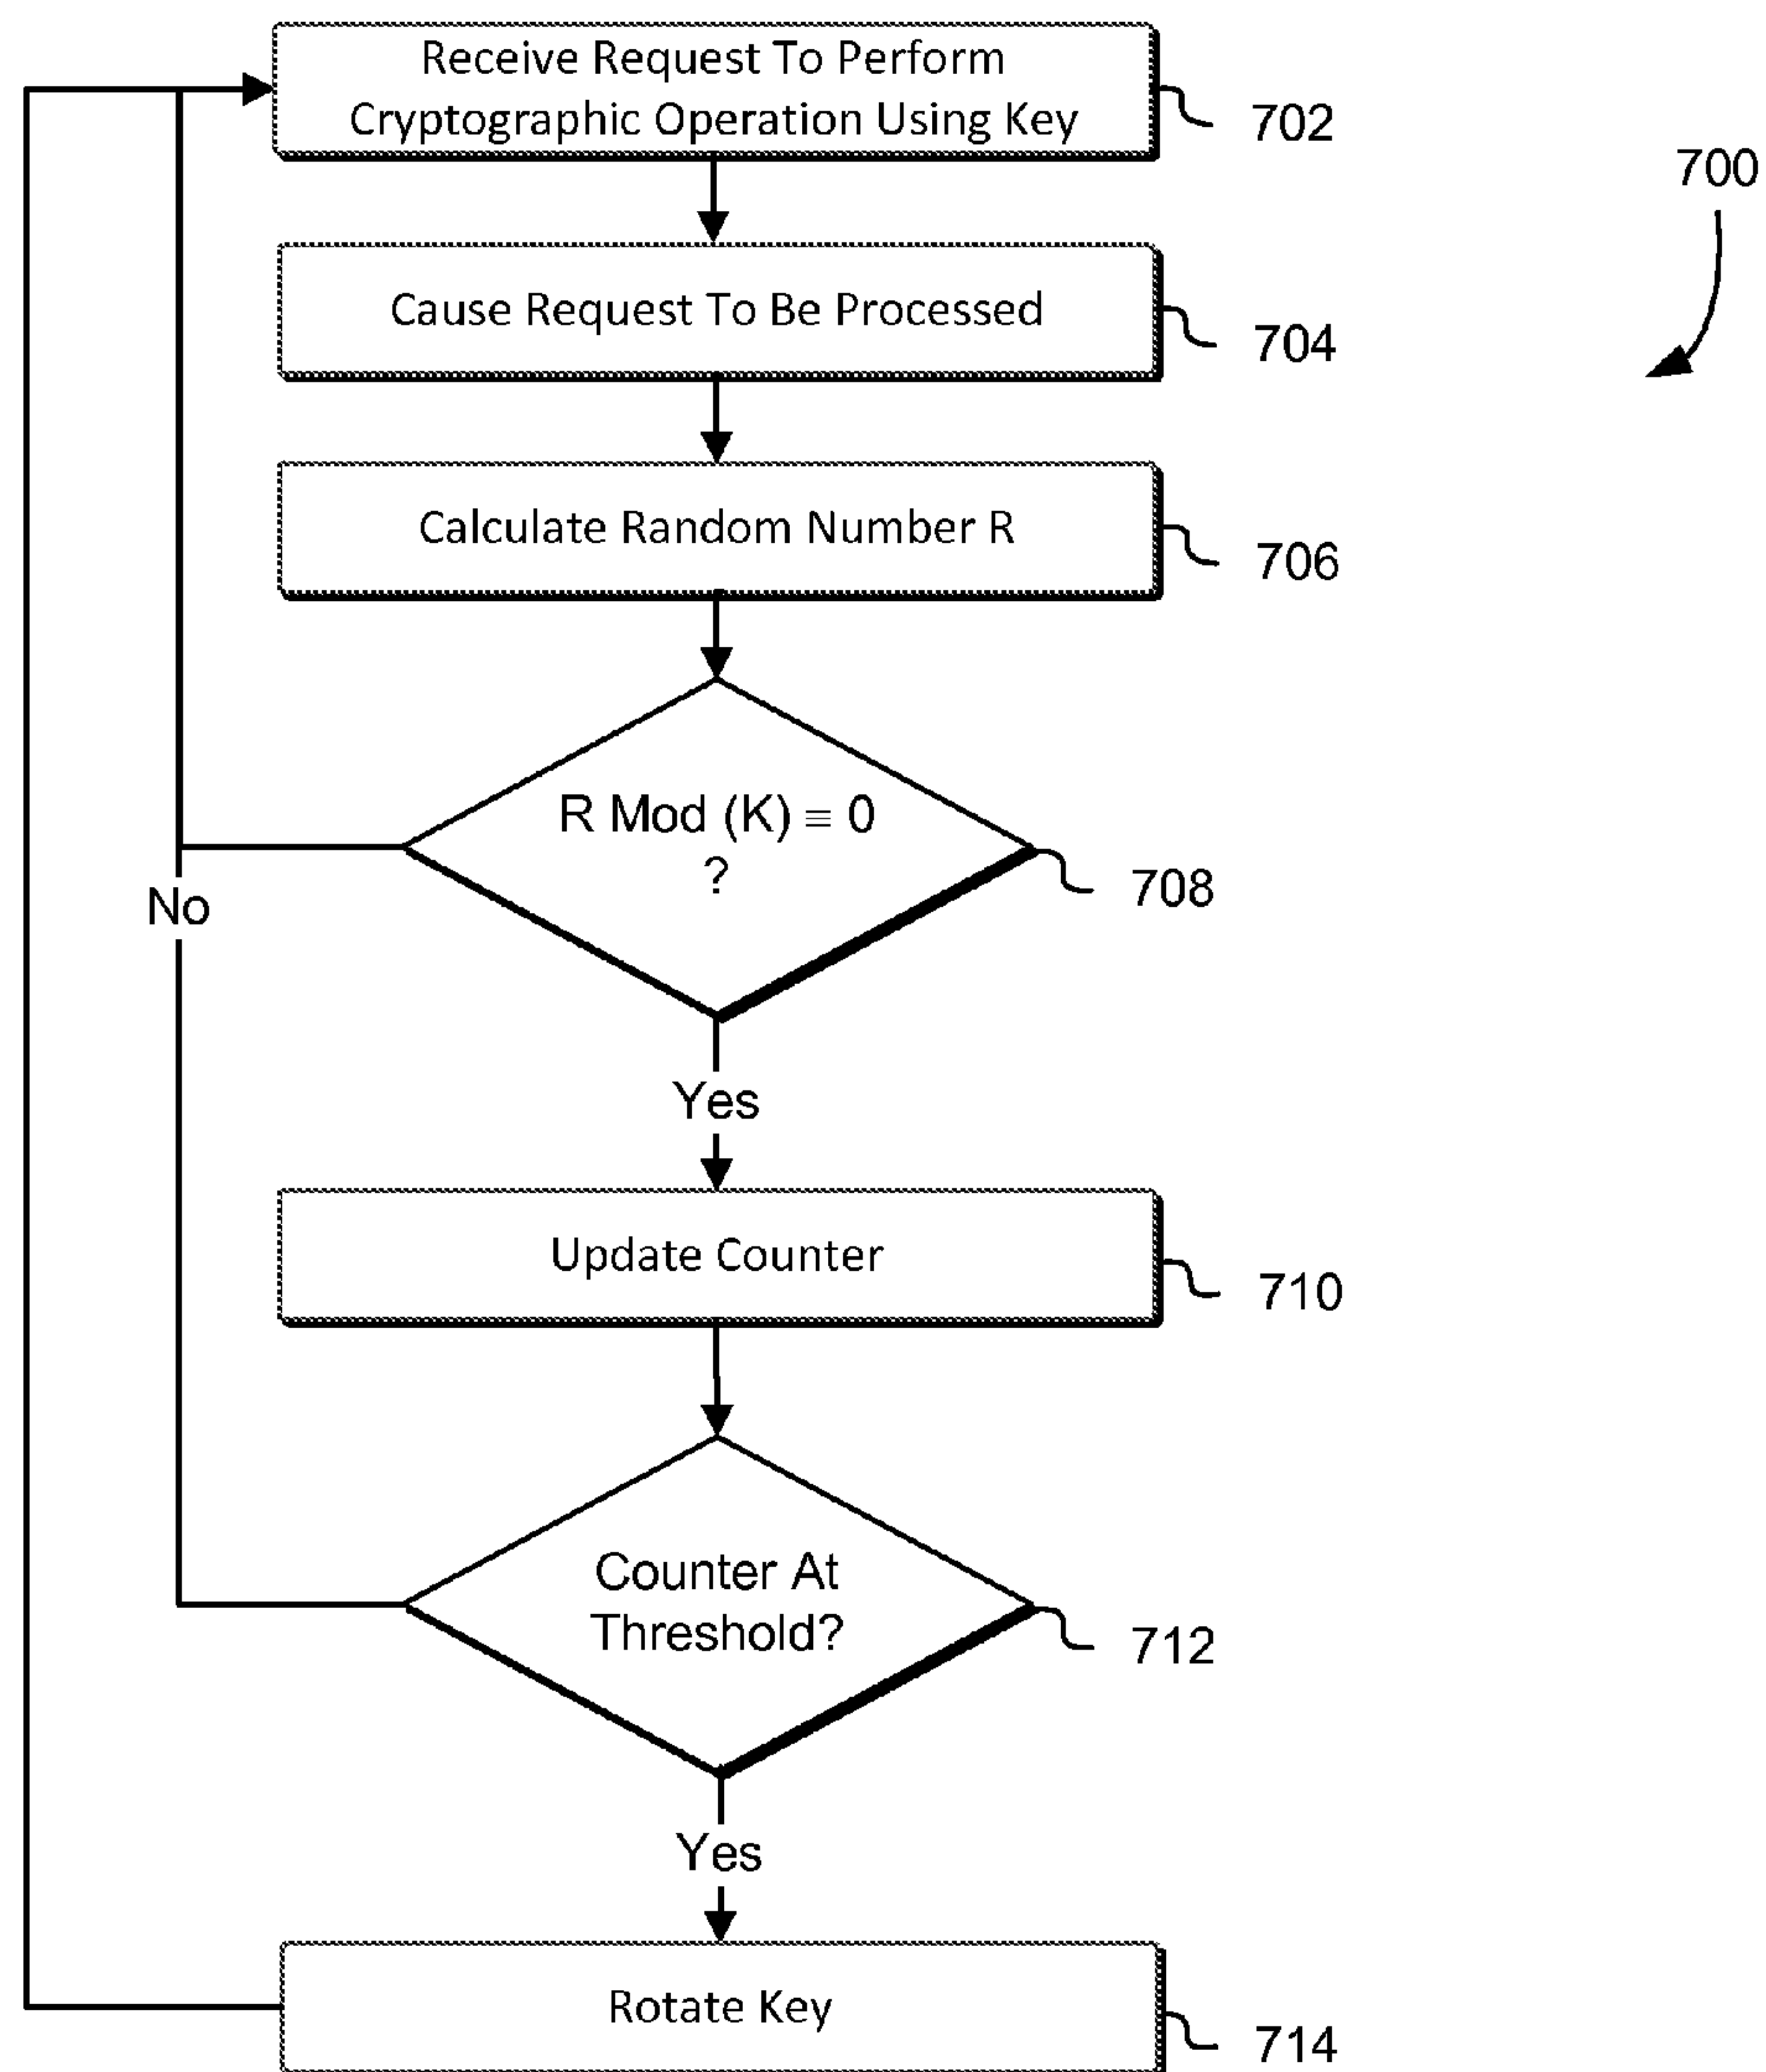 Receive Request To Perform
Cryptographic Operation Using Key
702
700
Cause Request To Be Processed
704
Calculate Random Number R
706
R Mod (K) ≡ 0
?
708
No
Yes
Update Counter
710
Counter At
Threshold?
712
Yes
Rotate Key
714